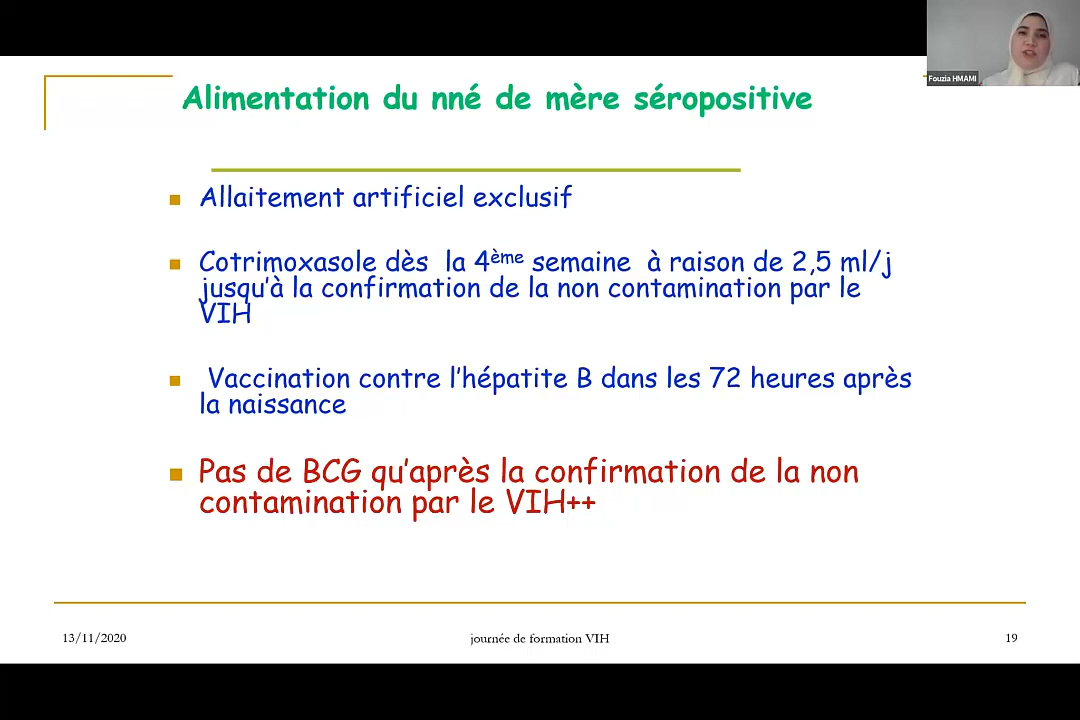 Fouzia HMAMI
Alimentation du nné de mère séropositive
Allaitement artificiel exclusif
Cotrimoxasole dès la 4ème semaine à raison de 2,5 ml/j
jusqu'à la confirmation de la non contamination par le
VIH
Vaccination contre l'hépatite B dans les 72 heures après
la naissance
Pas de BCG qu'après la confirmation de la non
contamination par le VIH++
13/11/2020
journée de formation VIH
19